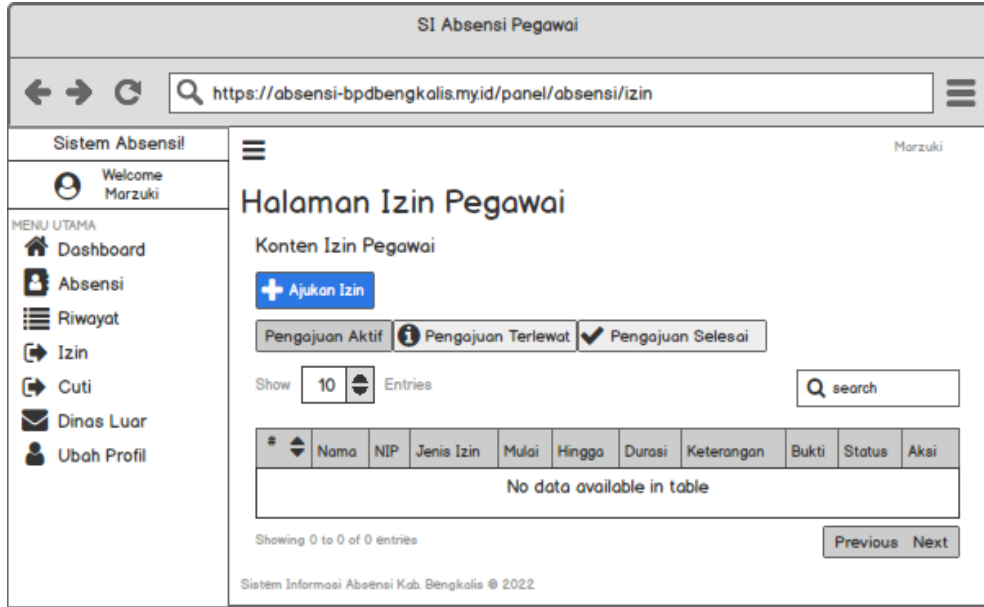 SI Absensi Pegawai
https://absensi-bpdbengkalis.my.id/panel/absensi/izin
Sistem Absensi!
Welcome
Marzuki
MENU UTAMA
Dashboard
Absensi
Riwayat
Izin
Cuti
Dinas Luar
Ubah Profil
Marzuki
Halaman Izin Pegawai
Konten Izin Pegawai
Ajukan Izin
Pengajuan Aktif Pengajuan Terlewat Pengajuan Selesai
Show 10 Entries search
# Nama NIP Jenis Izin Mulai Hingga Durasi Keterangan Bukti Status Aksi
No data available in table
Showing 0 to 0 of 0 entries Previous Next
Sistem Informasi Absensi Kab. Bengkalis © 2022